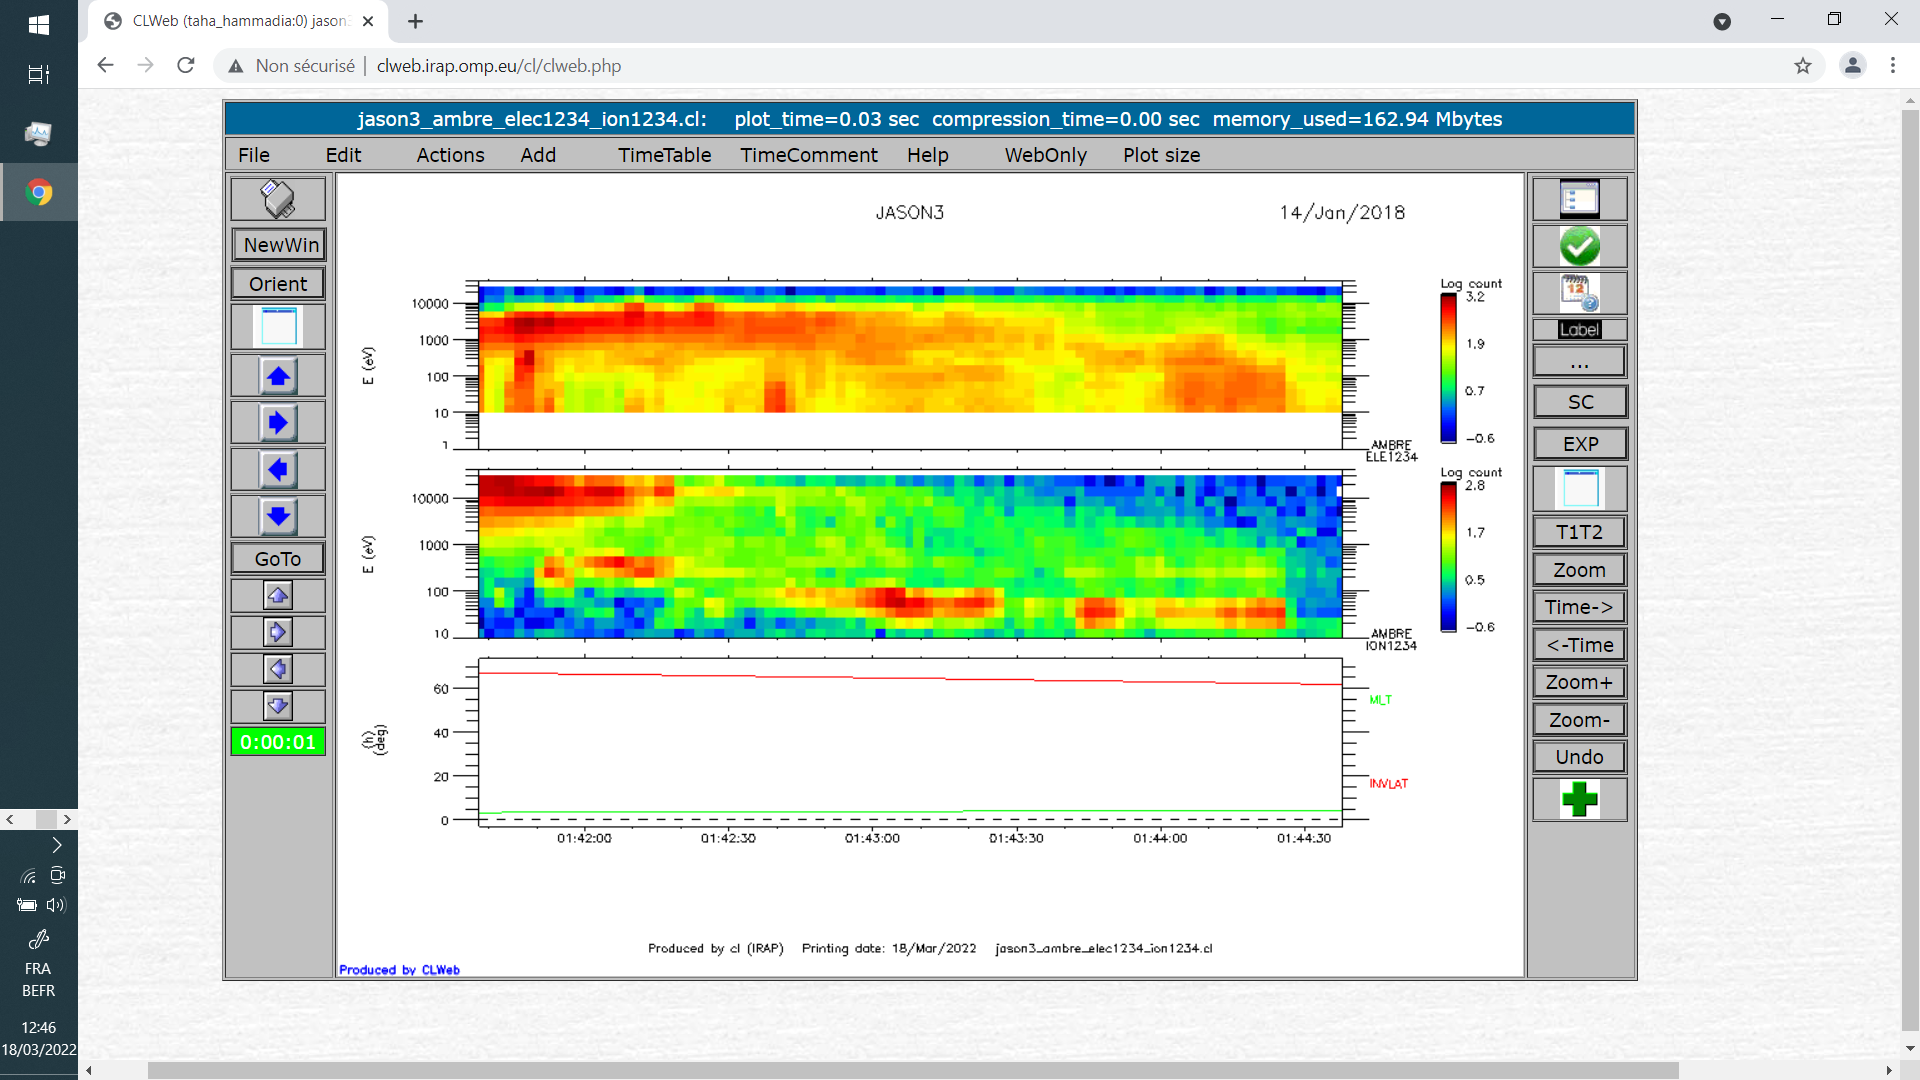 CLWeb (taha_hammadia:0) jason3
Non sécurisé | clweb.irap.omp.eu/cl/clweb.php
jason3_ambre_elec1234_ion1234.cl: plot_time=0.03 sec compression_time=0.00 sec memory_used=162.94 Mbytes
File Edit Actions Add TimeTable TimeComment Help WebOnly Plot size
NewWin
Orient
GoTo
0:00:01
JASON3 14/Jan/2018
E (eV)
10000
1000
100
10
1
Log count
3.2
1.9
0.7
-0.6
AMBRE
ELE1234
E (eV)
10000
1000
100
10
Log count
2.8
1.7
0.5
-0.6
AMBRE
ION1234
(h)
(deg)
60
40
20
0
MLT
INVLAT
01:42:00 01:42:30 01:43:00 01:43:30 01:44:00 01:44:30
Produced by cl (IRAP) Printing date: 18/Mar/2022 jason3_ambre_elec1234_ion1234.cl
Produced by CLWeb
12
Label
...
SC
EXP
T1T2
Zoom
Time->
<-Time
Zoom+
Zoom-
Undo
FRA
BEFR
12:46
18/03/2022